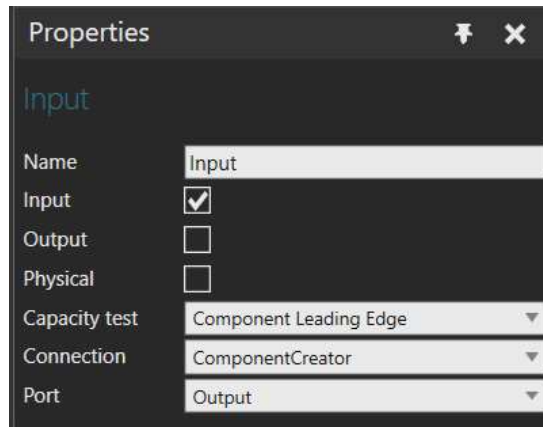 Properties
Input
Name Input
Input
Output
Physical
Capacity test Component Leading Edge
Connection ComponentCreator
Port Output